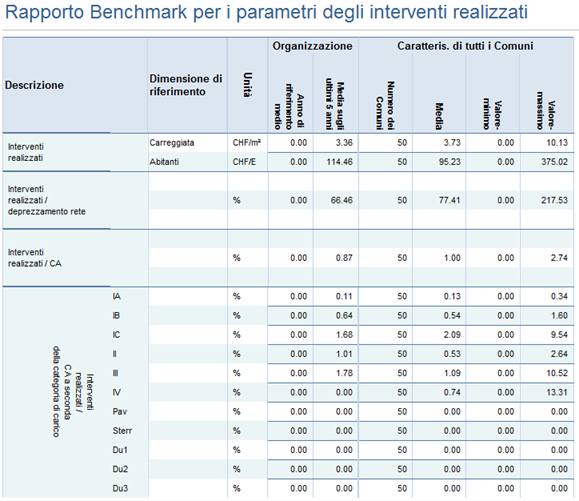 Rapporto Benchmark per i parametri degli interventi realizzati
Organizzazione Caratteris. di tutti i Comuni
Descrizione Dimensione di riferimento Unità Anno di riferimento medio Media sugli ultimi 5 anni Numero dei Comuni Media Valore- minimo Valore- massimo
Interventi realizzati Carreggiata CHF/m² 0.00 3.36 50 3.73 0.00 10.13
Abitanti CHF/E 0.00 114.46 50 95.23 0.00 375.02
Interventi realizzati / deprezzamento rete % 0.00 66.46 50 77.41 0.00 217.53
Interventi realizzati / CA % 0.00 0.87 50 1.00 0.00 2.74
Interventi realizzati / CA a seconda della categoria di carico
IA % 0.00 0.11 50 0.13 0.00 0.34
IB % 0.00 0.64 50 0.54 0.00 1.60
IC % 0.00 1.68 50 2.09 0.00 9.54
II % 0.00 1.01 50 0.53 0.00 2.64
III % 0.00 1.78 50 1.09 0.00 10.52
IV % 0.00 0.00 50 0.74 0.00 13.31
Pav % 0.00 0.00 50 0.00 0.00 0.00
Sterr % 0.00 0.00 50 0.00 0.00 0.00
Du1 % 0.00 0.00 50 0.00 0.00 0.00
Du2 % 0.00 0.00 50 0.00 0.00 0.00
Du3 % 0.00 0.00 50 0.00 0.00 0.00